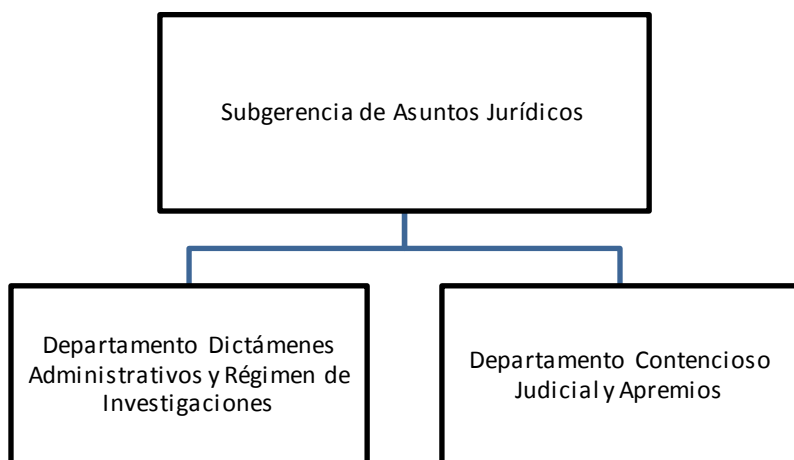 Subgerencia de Asuntos Jurídicos
Departamento Dictámenes
Administrativos y Régimen de
Investigaciones
Departamento Contencioso
Judicial y Apremios